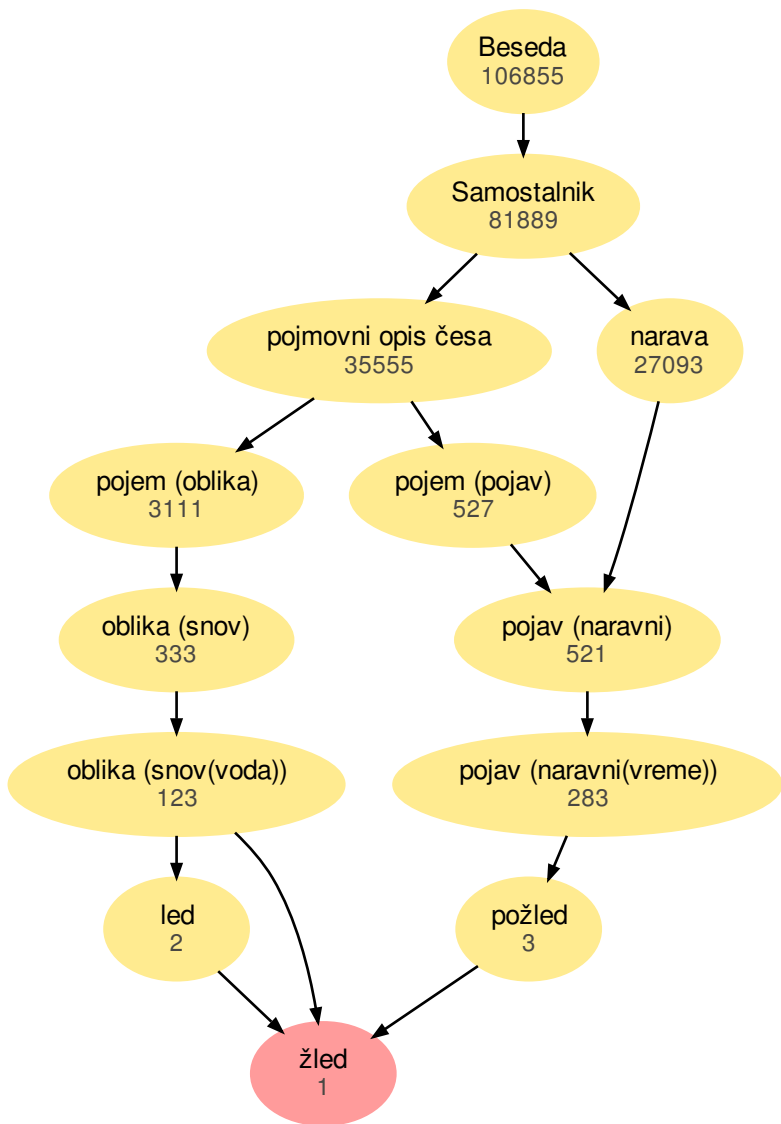 Beseda
106855
Samostalnik
81889
pojmovni opis česa
35555
narava
27093
pojem (oblika)
3111
pojem (pojav)
527
oblika (snov)
333
pojav (naravni)
521
oblika (snov(voda))
123
pojav (naravni(vreme))
283
led
2
požled
3
žled
1